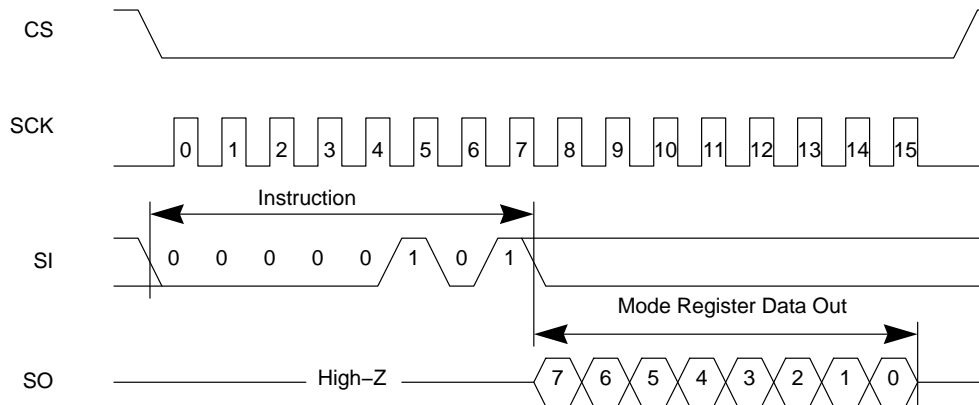 CS
SCK
0 1 2 3 4 5 6 7 8 9 10 11 12 13 14 15
Instruction
SI
0 0 0 0 0 1 0 1
Mode Register Data Out
SO
High–Z
7 6 5 4 3 2 1 0